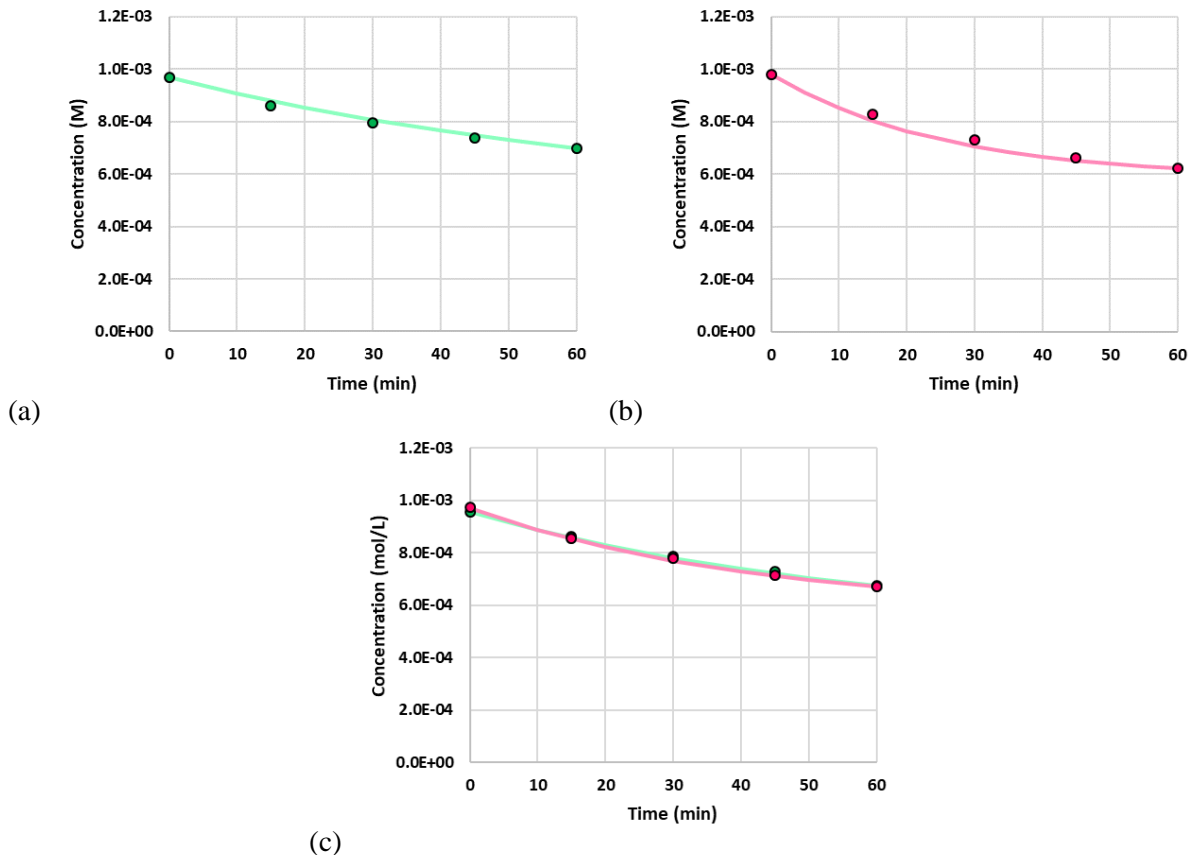 1.2E-03
1.0E-03
8.0E-04
6.0E-04
4.0E-04
2.0E-04
0.0E+00
Concentration (M)
0 10 20 30 40 50 60
Time (min)
(a)
1.2E-03
1.0E-03
8.0E-04
6.0E-04
4.0E-04
2.0E-04
0.0E+00
Concentration (M)
0 10 20 30 40 50 60
Time (min)
(b)
1.2E-03
1.0E-03
8.0E-04
6.0E-04
4.0E-04
2.0E-04
0.0E+00
Concentration (mol/L)
0 10 20 30 40 50 60
Time (min)
(c)